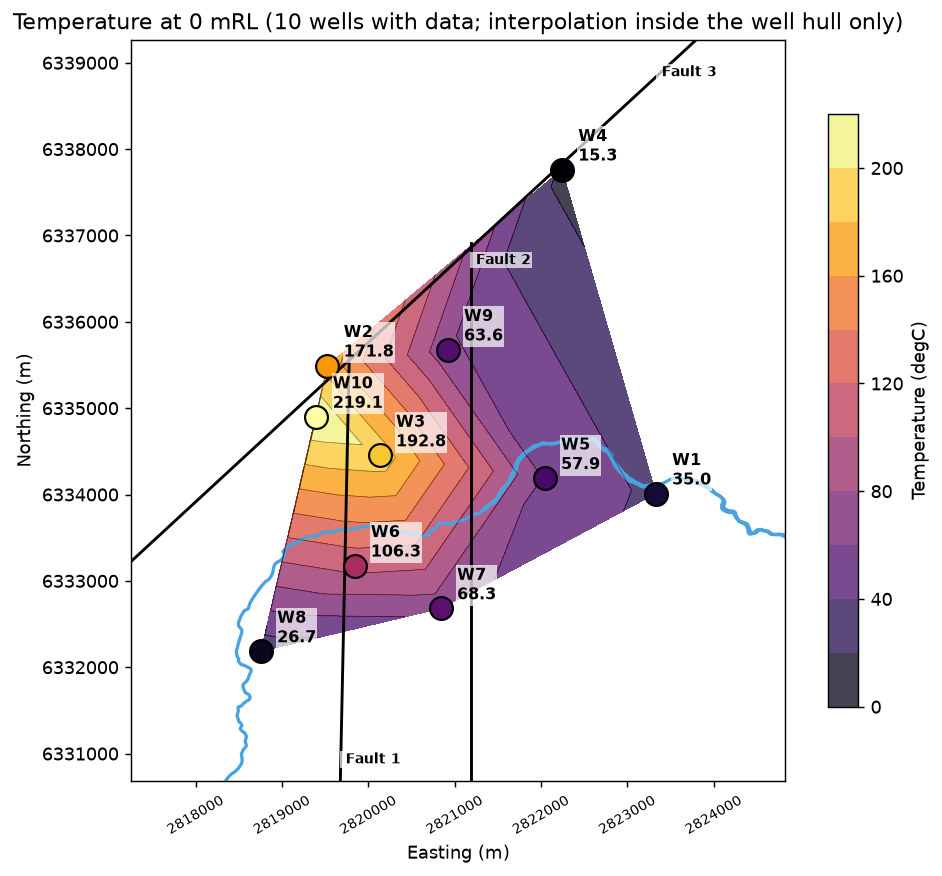 Temperature at 0 mRL (10 wells with data; interpolation inside the well hull only)
6339000
6338000
6337000
6336000
6335000
6334000
6333000
6332000
6331000
Northing (m)
Fault 3
W4
15.3
Fault 2
W9
63.6
W2
171.8
W10
219.1
W3
192.8
W5
57.9
W1
35.0
W6
106.3
W7
68.3
W8
26.7
Fault 1
2818000
2819000
2820000
2821000
2822000
2823000
2824000
Easting (m)
200
160
120
80
40
0
Temperature (degC)